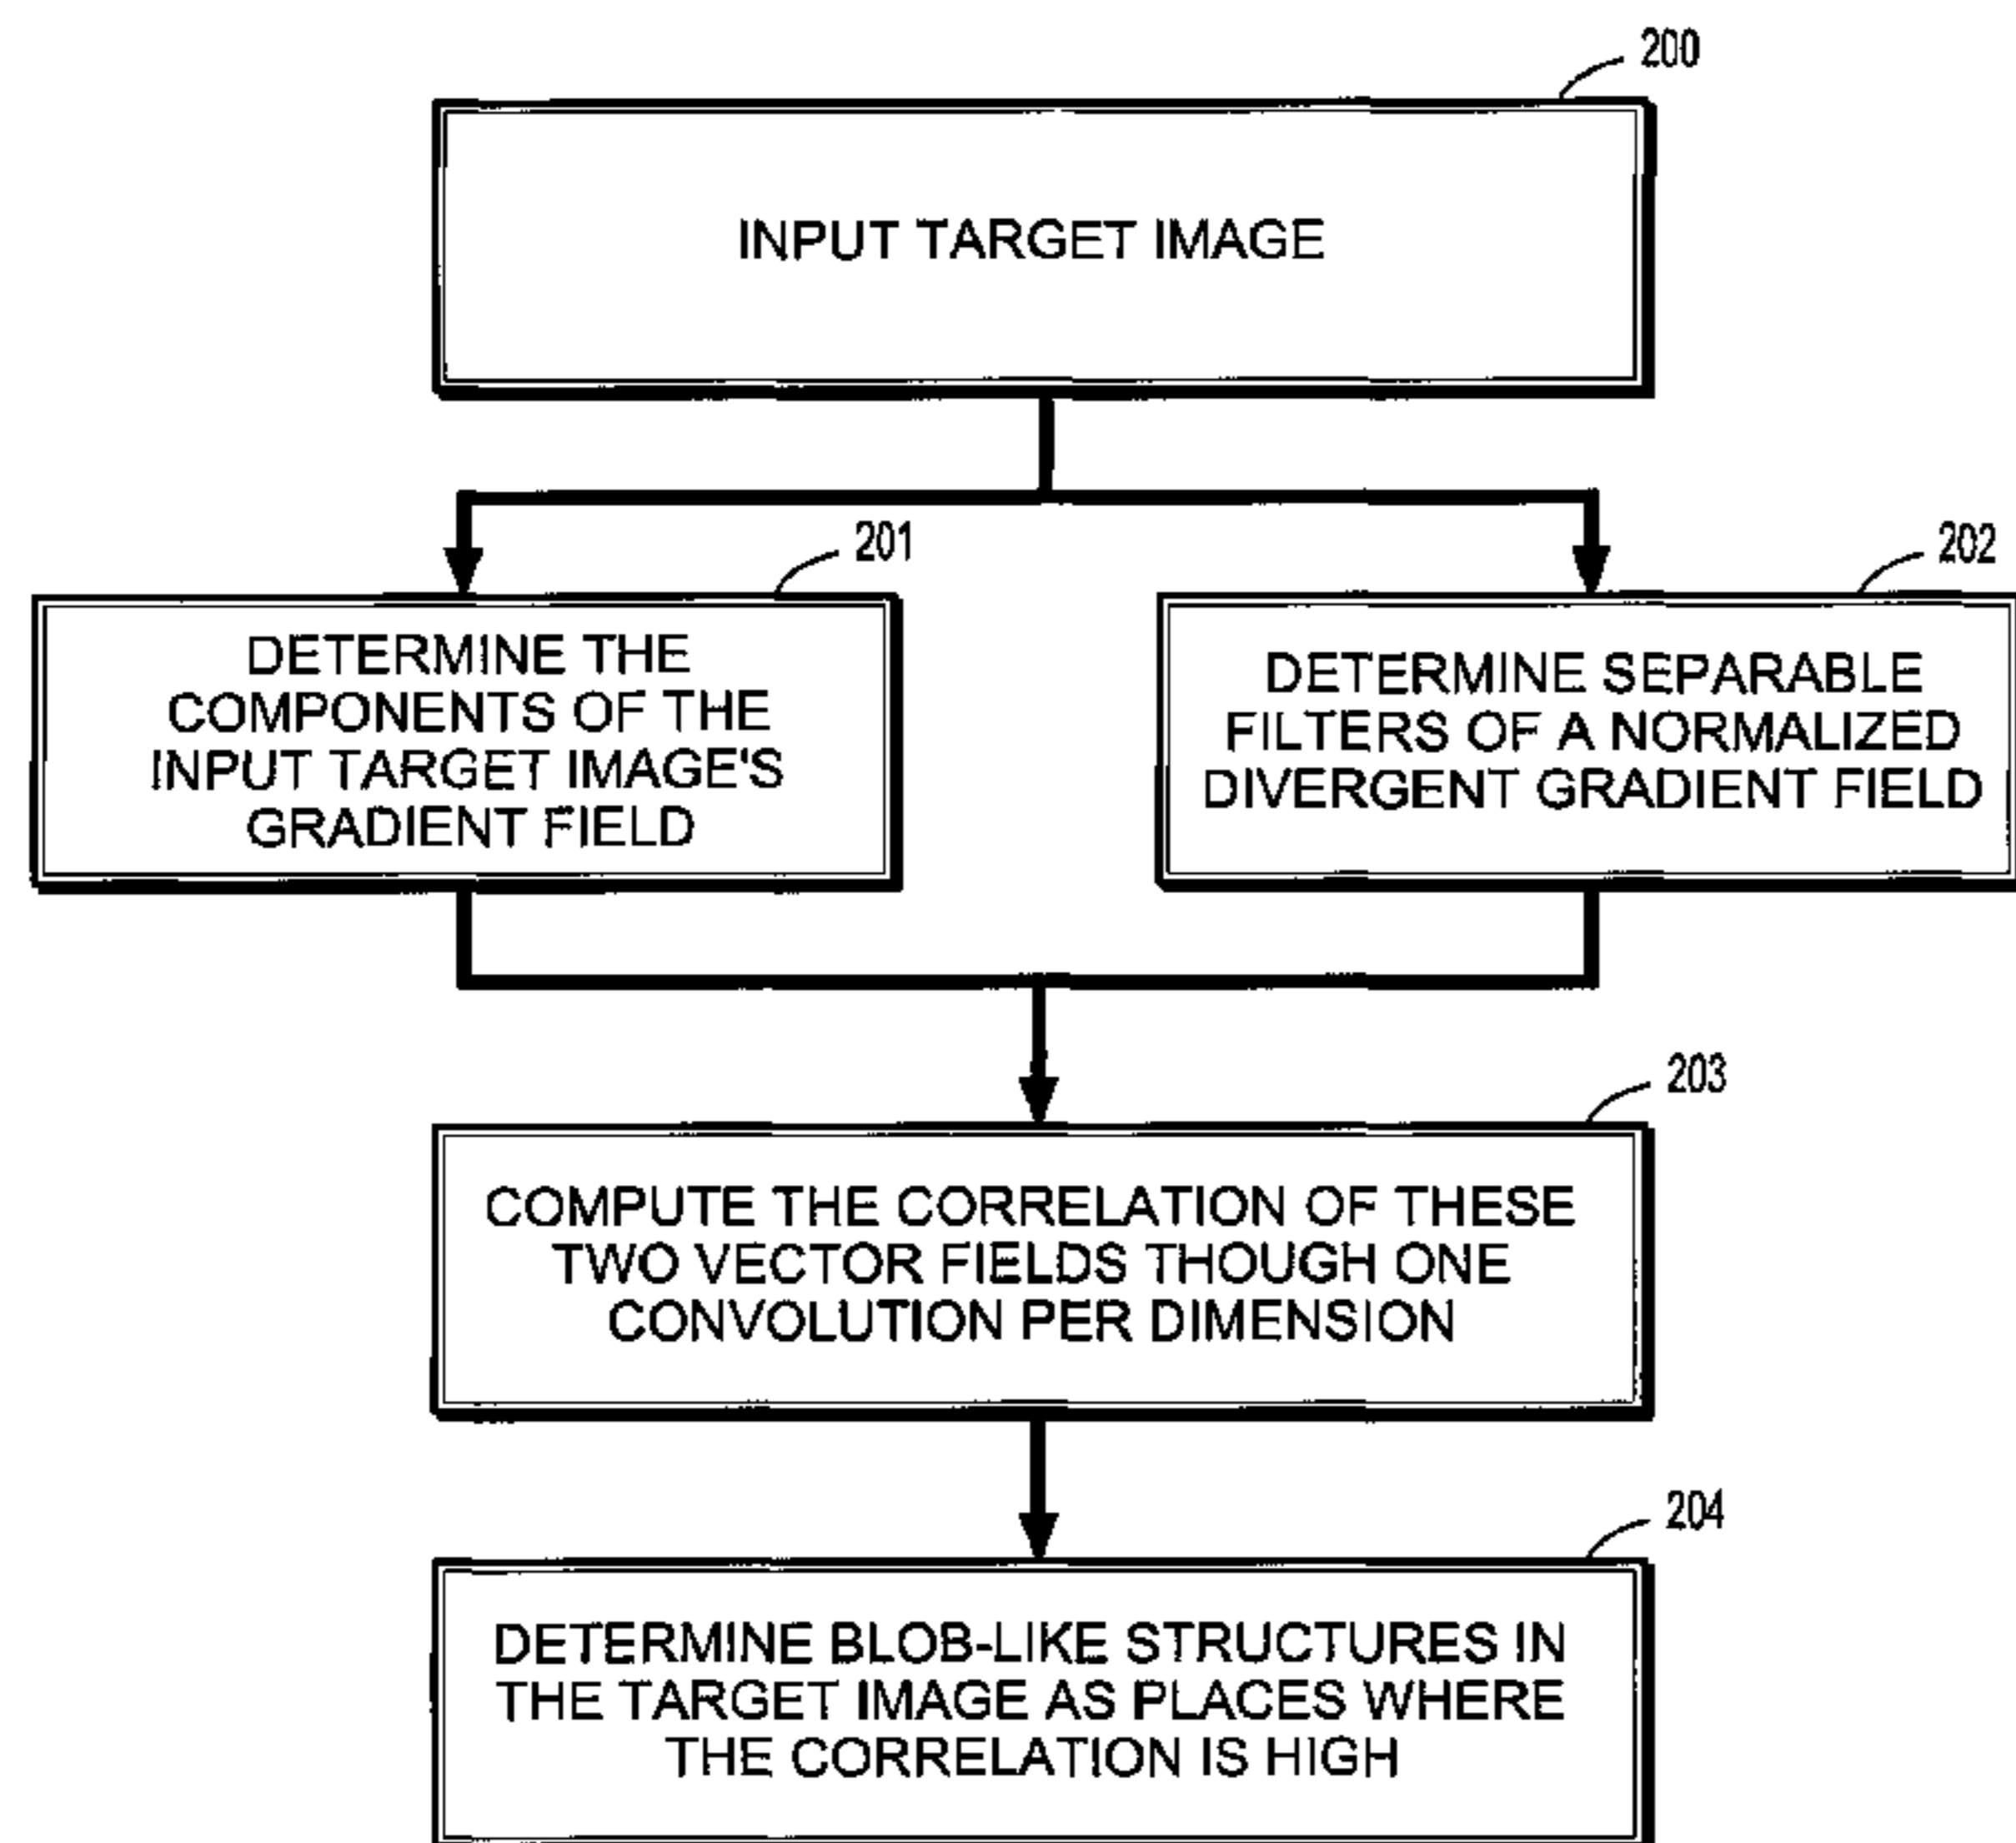 200
INPUT TARGET IMAGE
201
DETERMINE THE
COMPONENTS OF THE
INPUT TARGET IMAGE'S
GRADIENT FIELD
202
DETERMINE SEPARABLE
FILTERS OF A NORMALIZED
DIVERGENT GRADIENT FIELD
203
COMPUTE THE CORRELATION OF THESE
TWO VECTOR FIELDS THOUGH ONE
CONVOLUTION PER DIMENSION
204
DETERMINE BLOB-LIKE STRUCTURES IN
THE TARGET IMAGE AS PLACES WHERE
THE CORRELATION IS HIGH